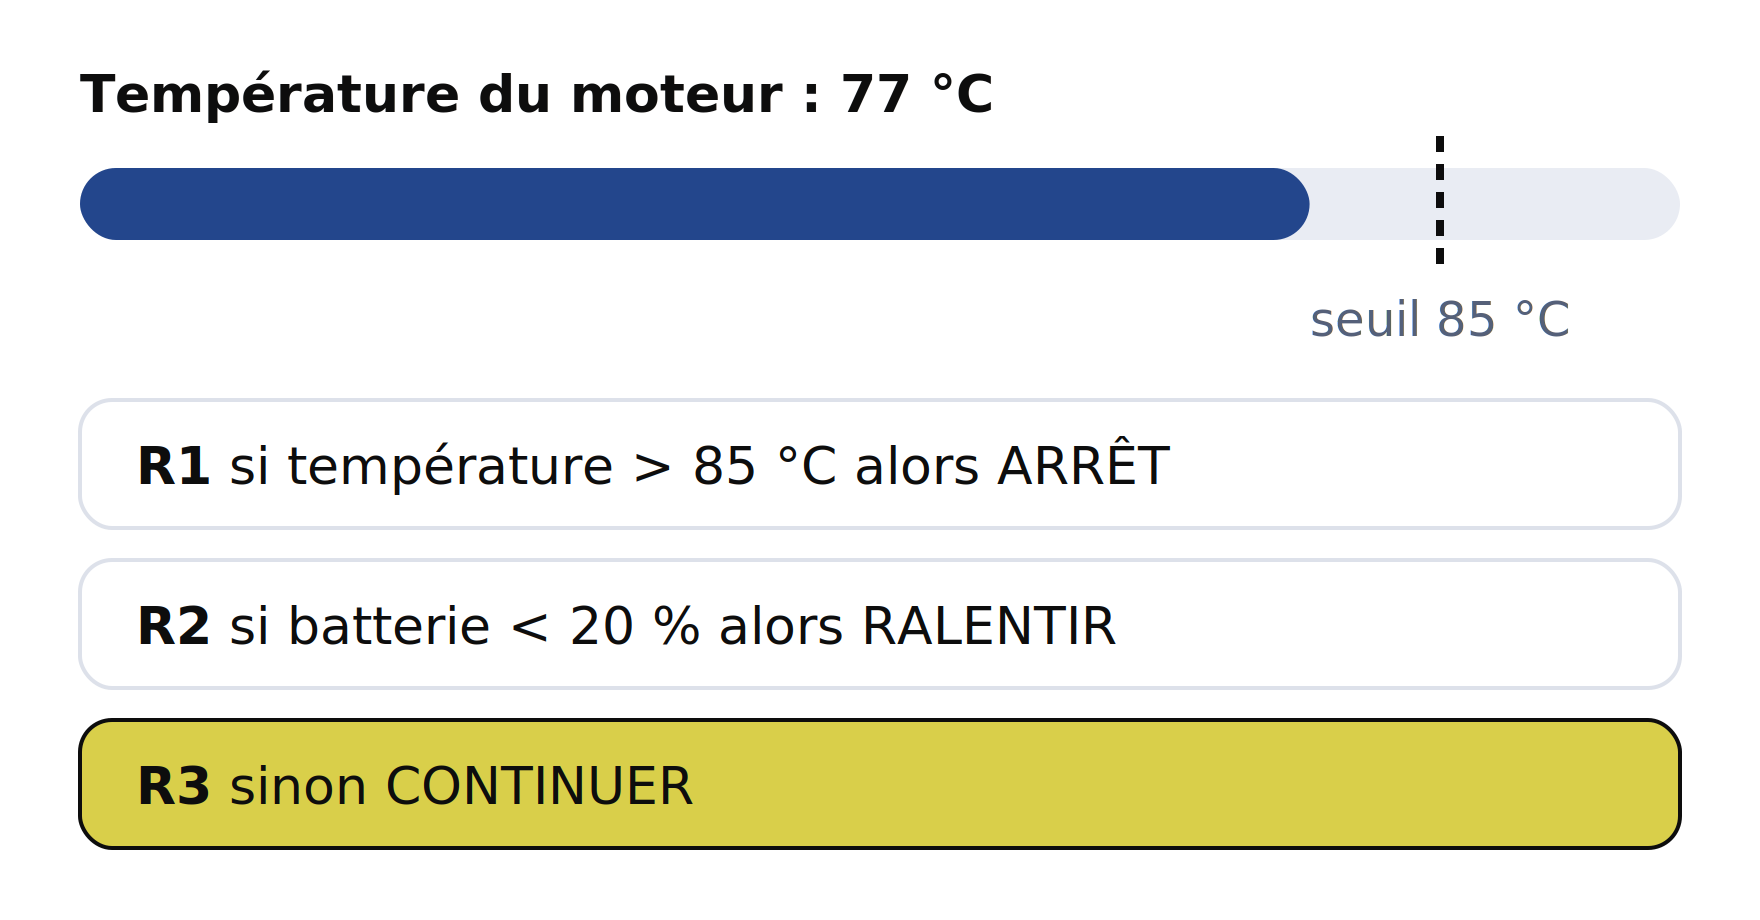 Température du moteur : 77 °C
seuil 85 °C
R1 si température > 85 °C alors ARRÊT
R2 si batterie < 20 % alors RALENTIR
R3 sinon CONTINUER